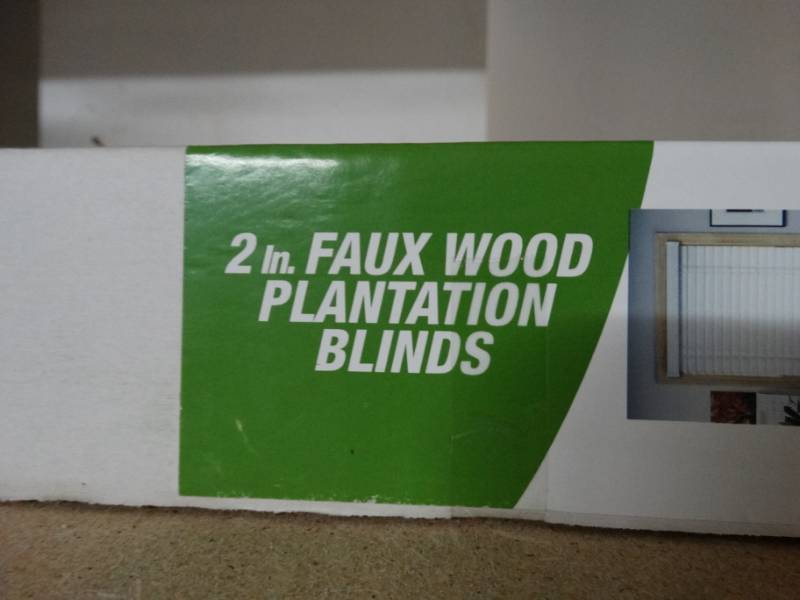 2 In. FAUX WOOD
PLANTATION
BLINDS